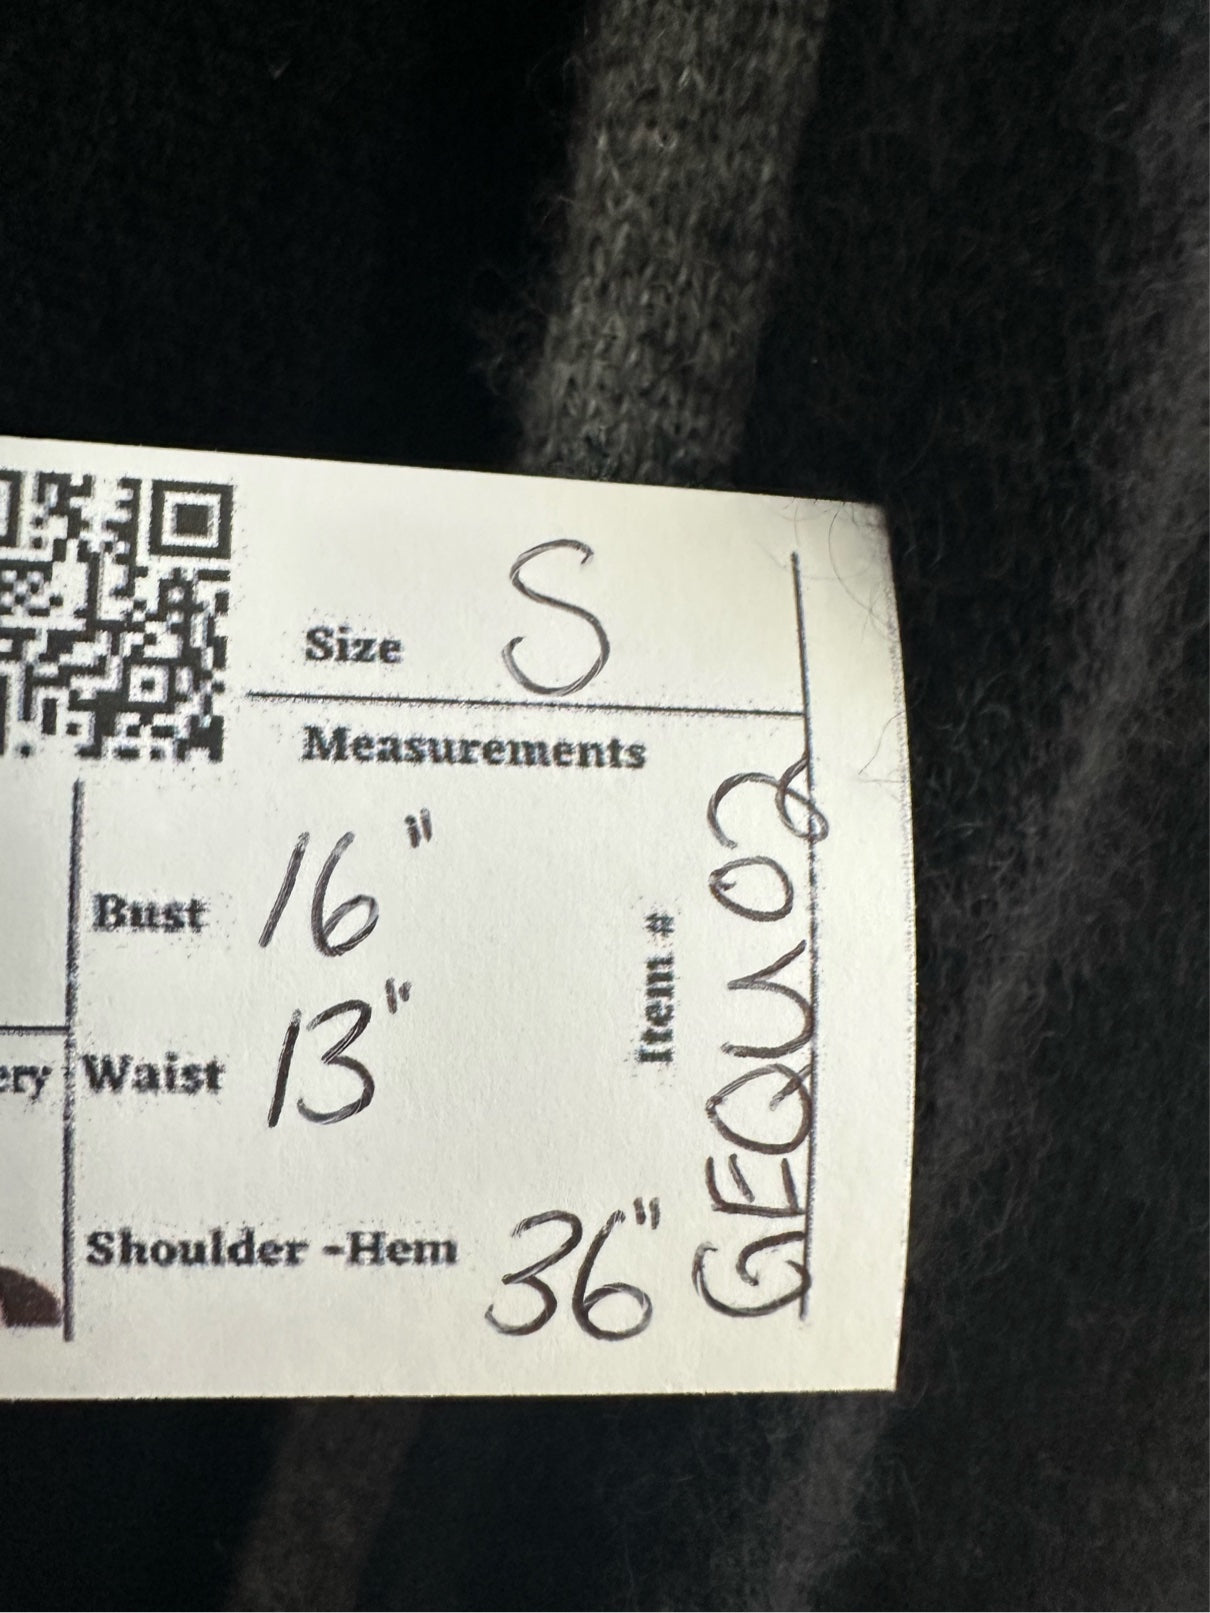 Size S
Measurements
Bust 16"
ery
Waist 13"
Shoulder -Hem 36"
Item #
GEQU02